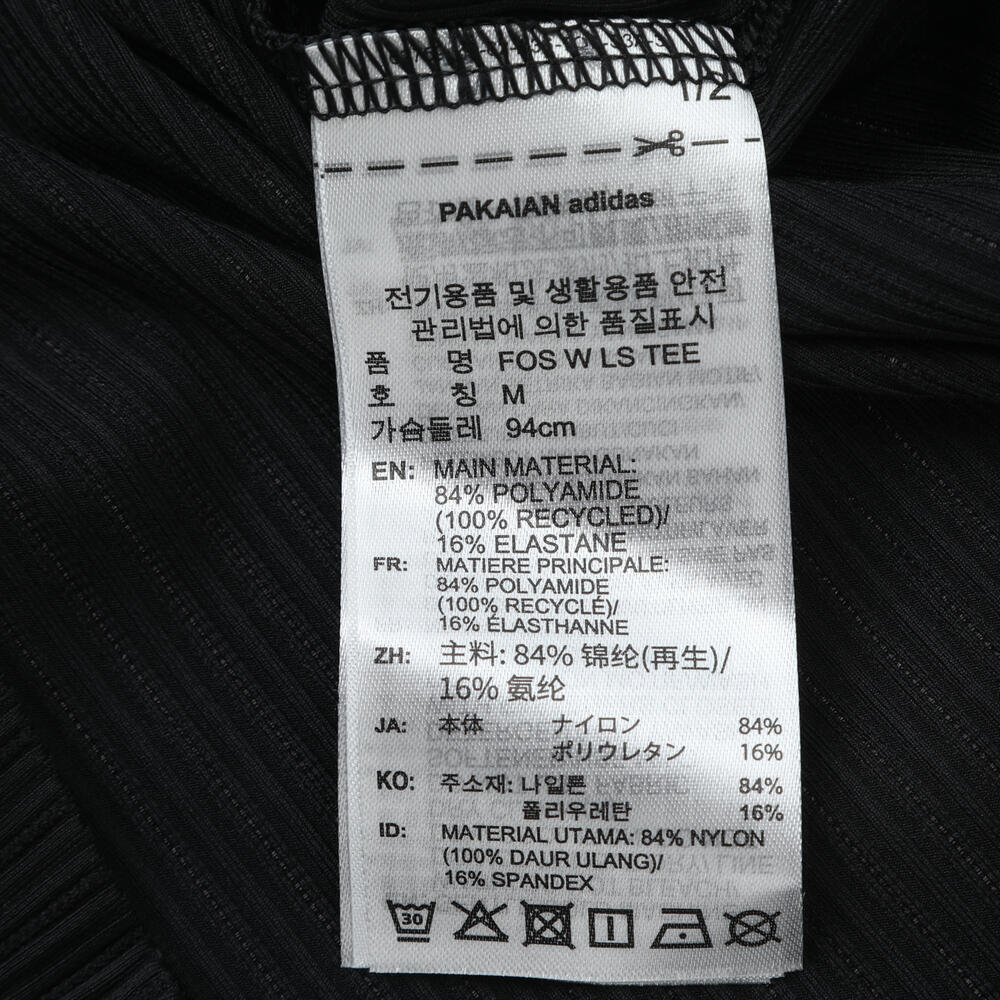 1/2
PAKAIAN adidas
전기용품 및 생활용품 안전
관리법에 의한 품질표시
품 명 FOS W LS TEE
호 칭 M
가슴둘레 94cm
EN: MAIN MATERIAL:
84% POLYAMIDE
(100% RECYCLED)/
16% ELASTANE
FR: MATIERE PRINCIPALE:
84% POLYAMIDE
(100% RECYCLÉ)/
16% ÉLASTHANNE
ZH: 主料: 84% 锦纶(再生)/
16% 氨纶
JA: 本体 ナイロン 84%
ポリウレタン 16%
KO: 주소재: 나일론 84%
폴리우레탄 16%
ID: MATERIAL UTAMA: 84% NYLON
(100% DAUR ULANG)/
16% SPANDEX
30